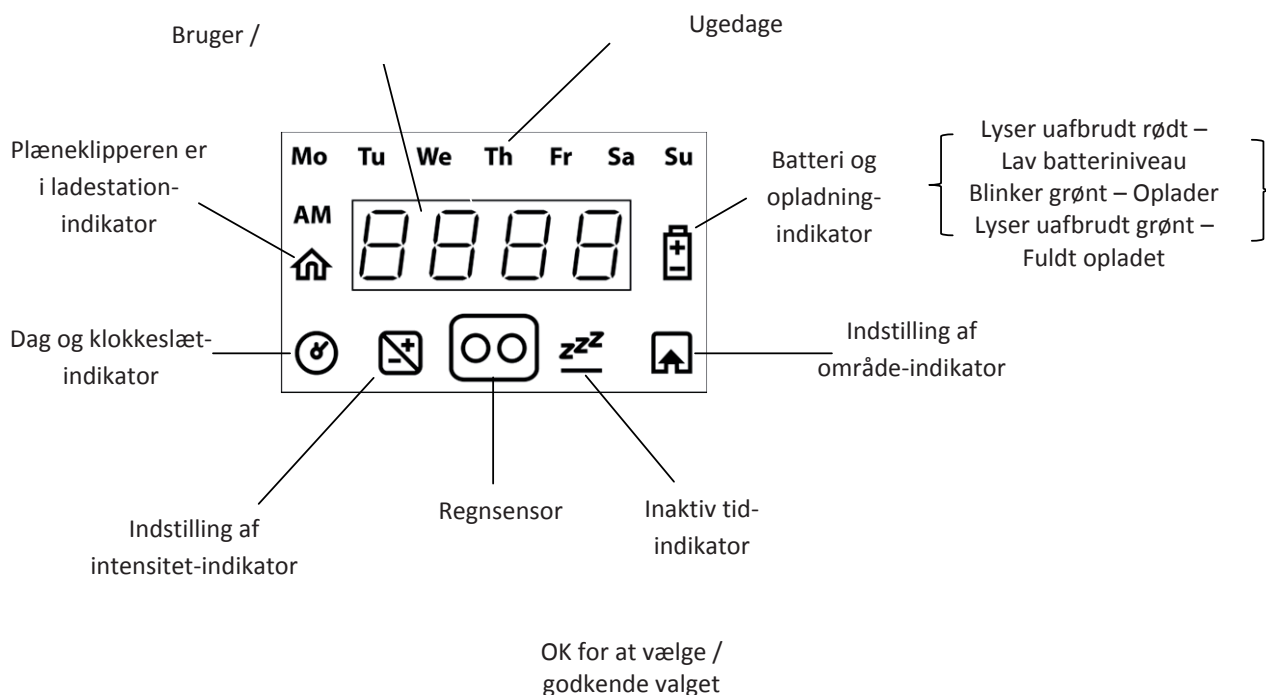 Bruger /
Ugedage
Plæneklipperen er
i ladestation-
indikator
Mo Tu We Th Fr Sa Su
AM
8888
Batteri og
opladning-
indikator
Lyser uafbrudt rødt –
Lav batteriniveau
Blinker grønt – Oplader
Lyser uafbrudt grønt –
Fuldt opladet
Dag og klokkeslæt-
indikator
zzz
Indstilling af
område-indikator
Indstilling af
intensitet-indikator
Regnsensor
Inaktiv tid-
indikator
OK for at vælge /
godkende valget